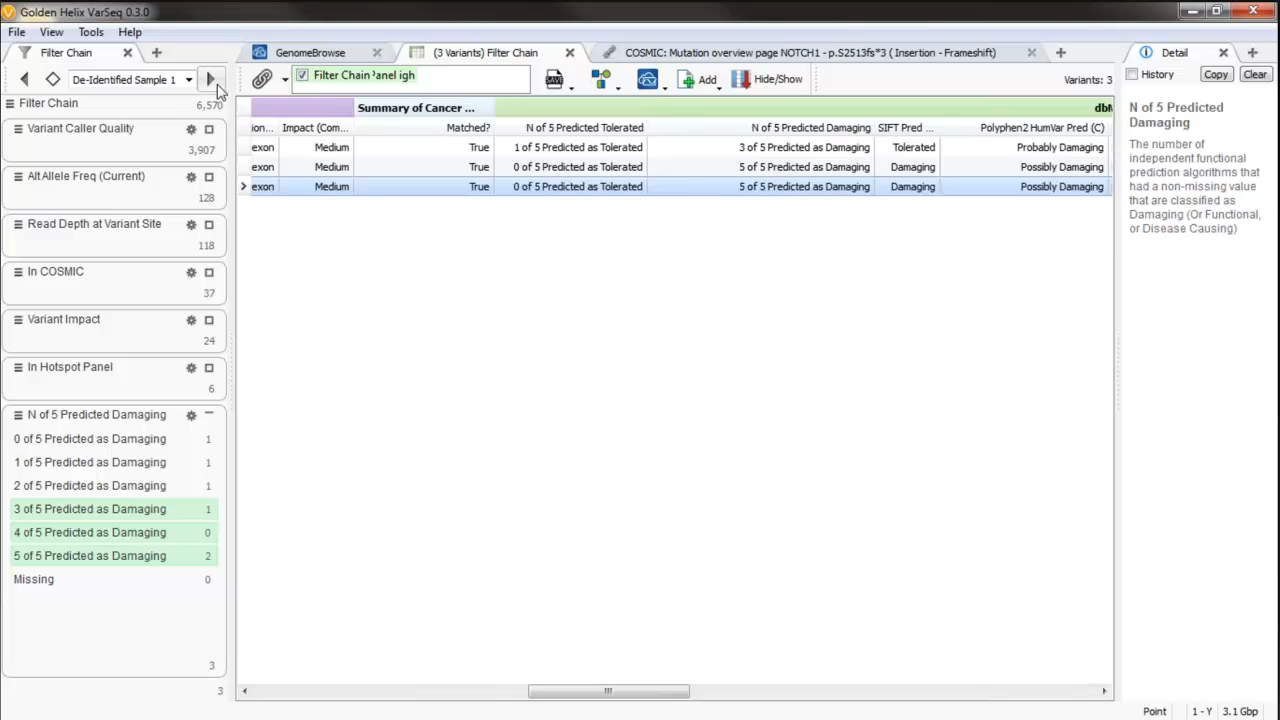 Golden Helix VarSeq 0.3.0
File View Tools Help
Filter Chain
GenomeBrowse
(3 Variants) Filter Chain
COSMIC: Mutation overview page NOTCH1 - p.S2513fs*3 ( Insertion - Frameshift)
Detail
De-Identified Sample 1
Filter Chain
Add
Hide/Show
Variants: 3
History
Copy
Clear
Filter Chain 6,570
Variant Caller Quality
3,907
Alt Allele Freq (Current)
128
Read Depth at Variant Site
118
In COSMIC
37
Variant Impact
24
In Hotspot Panel
6
N of 5 Predicted Damaging
0 of 5 Predicted as Damaging 1
1 of 5 Predicted as Damaging 1
2 of 5 Predicted as Damaging 1
3 of 5 Predicted as Damaging 1
4 of 5 Predicted as Damaging 0
5 of 5 Predicted as Damaging 2
Missing 0
3
3
Summary of Cancer ...
ion... Impact (Com... Matched? N of 5 Predicted Tolerated N of 5 Predicted Damaging SIFT Pred ... Polyphen2 HumVar Pred (C)
exon Medium True 1 of 5 Predicted as Tolerated 3 of 5 Predicted as Damaging Tolerated Probably Damaging
exon Medium True 0 of 5 Predicted as Tolerated 5 of 5 Predicted as Damaging Damaging Possibly Damaging
exon Medium True 0 of 5 Predicted as Tolerated 5 of 5 Predicted as Damaging Damaging Possibly Damaging
N of 5 Predicted
Damaging
The number of
independent functional
prediction algorithms that
had a non-missing value
that are classified as
Damaging (Or Functional,
or Disease Causing)
Point 1 - Y 3.1 Gbp